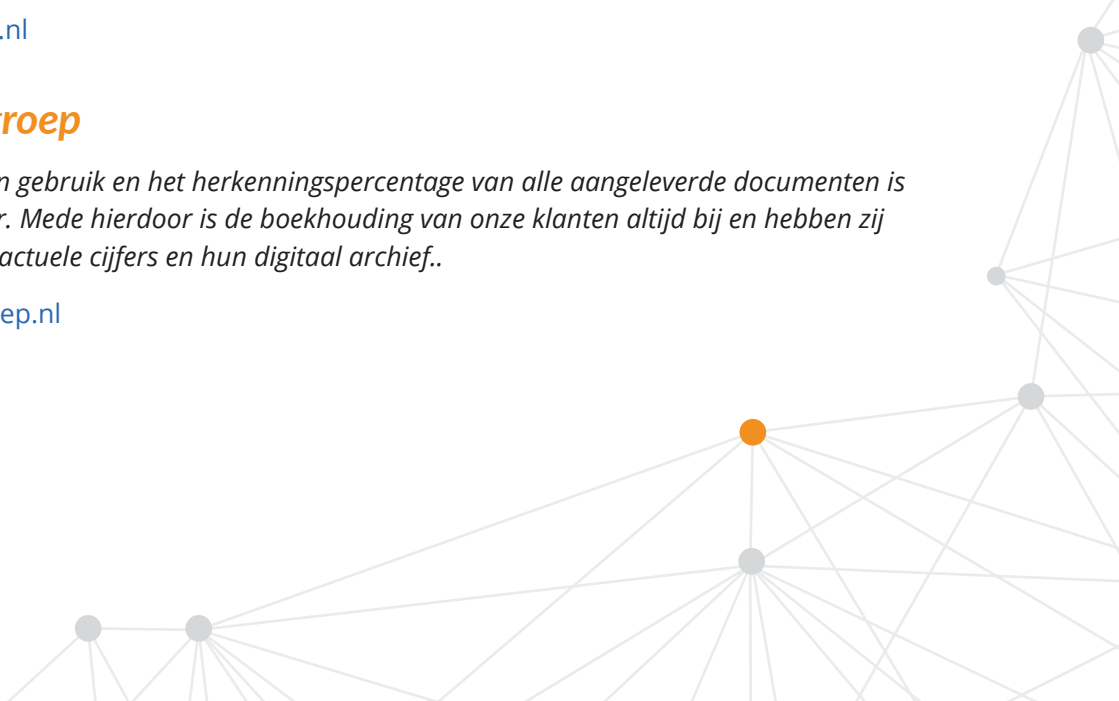 .nl
roep
n gebruik en het herkenningspercentage van alle aangeleverde documenten is
r. Mede hierdoor is de boekhouding van onze klanten altijd bij en hebben zij
actuele cijfers en hun digitaal archief..
ep.nl